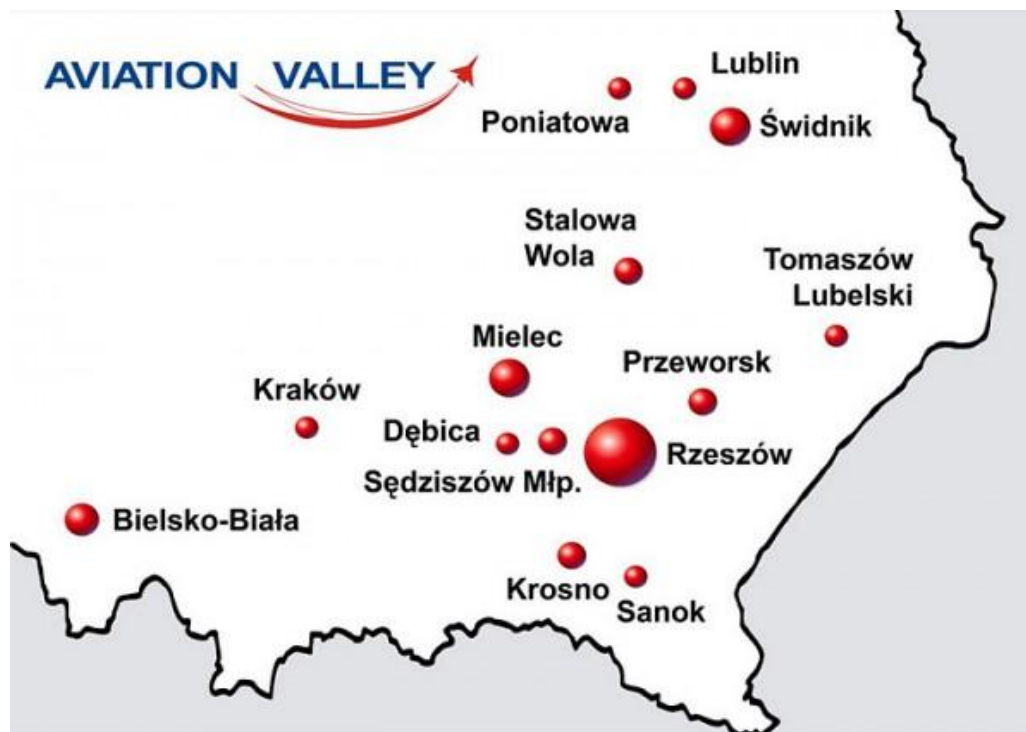 AVIATION VALLEY
Lublin
Poniatowa
Świdnik
Stalowa
Wola
Tomaszów
Lubelski
Mielec
Przeworsk
Kraków
Dębica
Rzeszów
Sędziszów Młp.
Bielsko-Biała
Krosno
Sanok